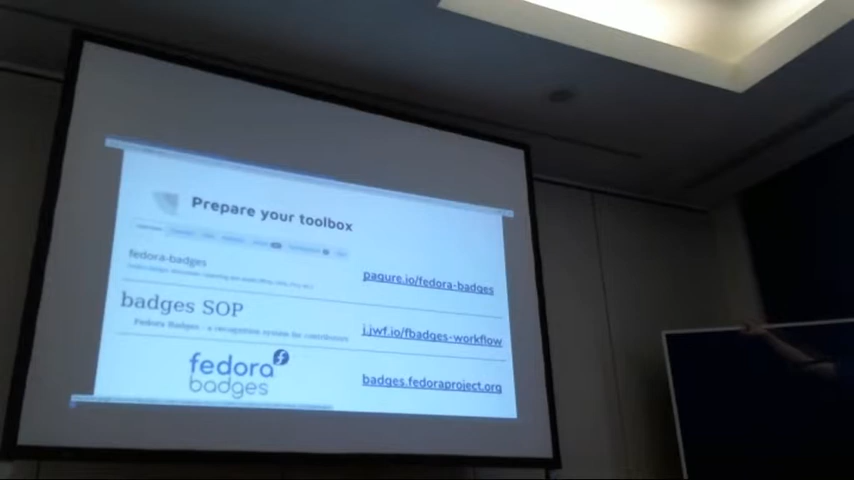 Prepare your toolbox
fedora-badges
pagure.io/fedora-badges
badges SOP
Fedora Badges - a recognition system for contributors
j.jwf.io/fbadges-workflow
fedora
badges
badges.fedoraproject.org